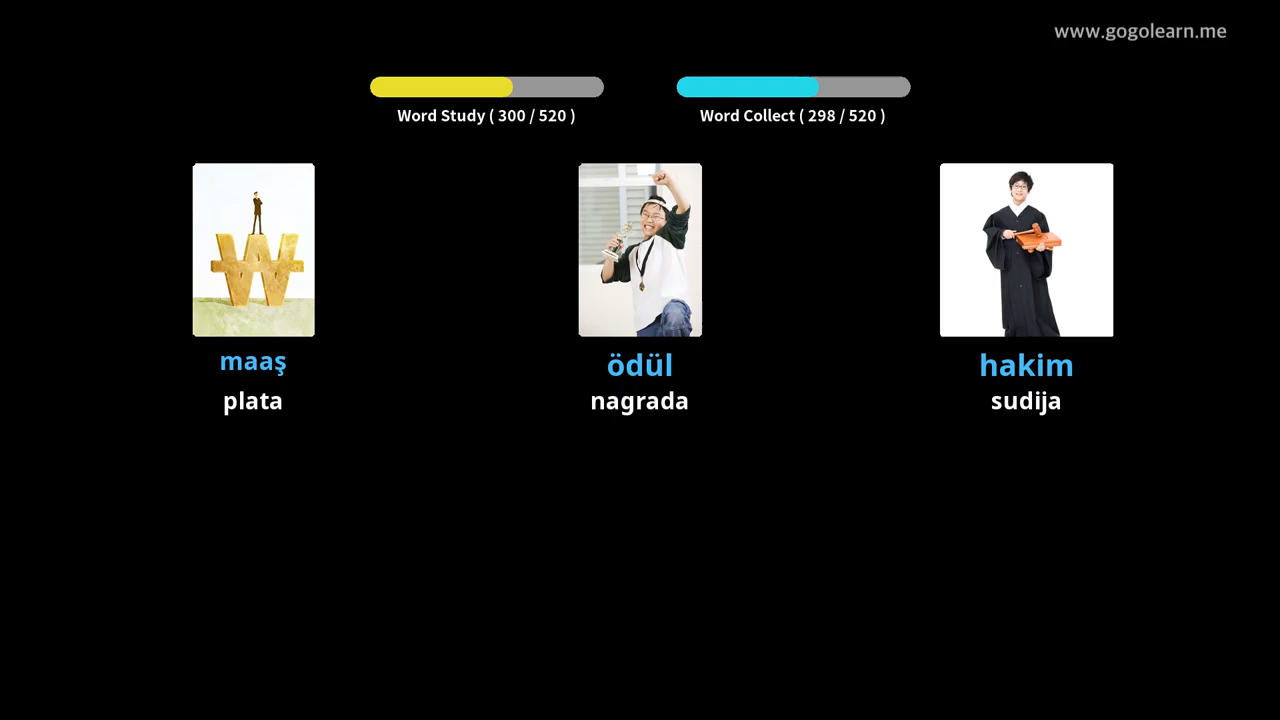 www.gogolearn.me
Word Study ( 300 / 520 )
Word Collect ( 298 / 520 )
maaş
ödül
hakim
plata
nagrada
sudija